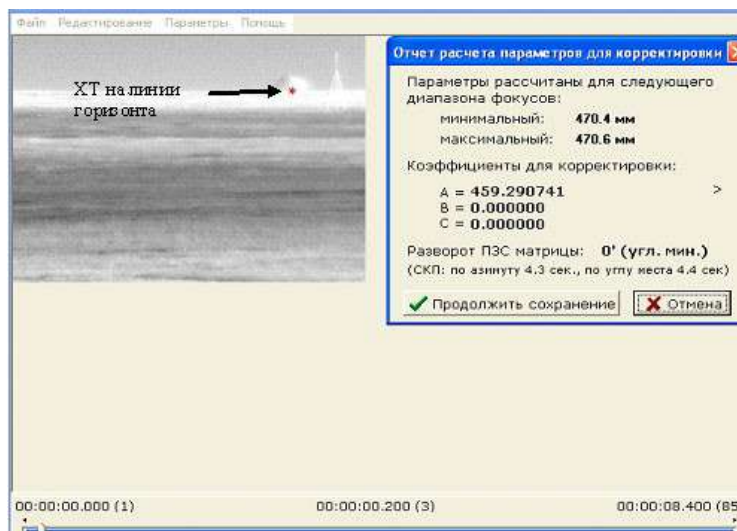 Файл Редактирование Параметры Помощь
ХТ на линии
горизонта
Отчет расчета параметров для корректировки
Параметры рассчитаны для следующего
диапазона фокусов:
минимальный: 470.4 мм
максимальный: 470.6 мм
Коэффициенты для корректировки:
A = 459.290741 >
B = 0.000000
C = 0.000000
Разворот ПЗС матрицы: 0' (угл. мин.)
(СКП: по азимуту 4.3 сек., по углу места 4.4 сек)
Продолжить сохранение Отмена
00:00:00.000 (1) 00:00:00.200 (3) 00:00:08.400 (85